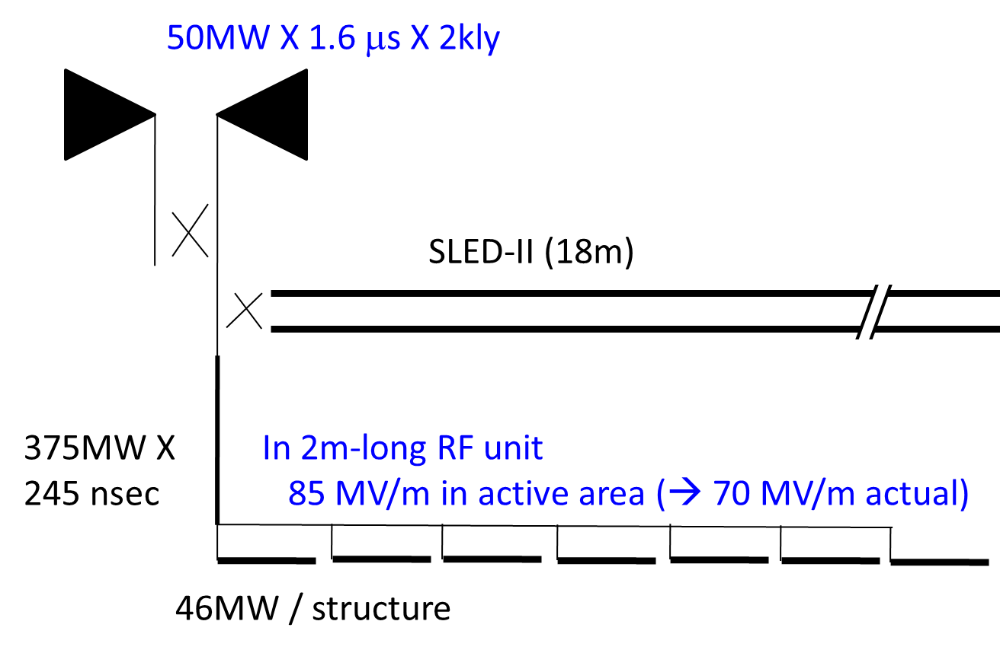 50MW X 1.6 μs X 2kly
SLED-II (18m)
375MW X
245 nsec
In 2m-long RF unit
85 MV/m in active area (→ 70 MV/m actual)
46MW / structure